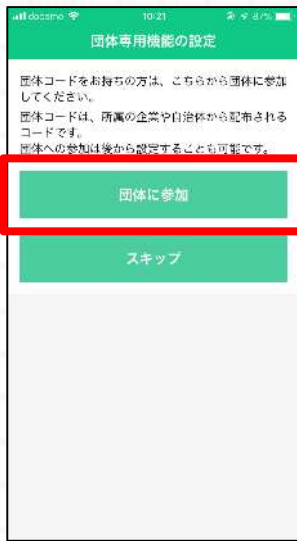 docomo 10:21 87%
団体専用機能の設定
団体コードをお持ちの方は、こちらから団体に参加
してください。
団体コードは、所属の企業や自治体から配布される
コードです。
団体への参加は後から設定することも可能です。
団体に参加
スキップ